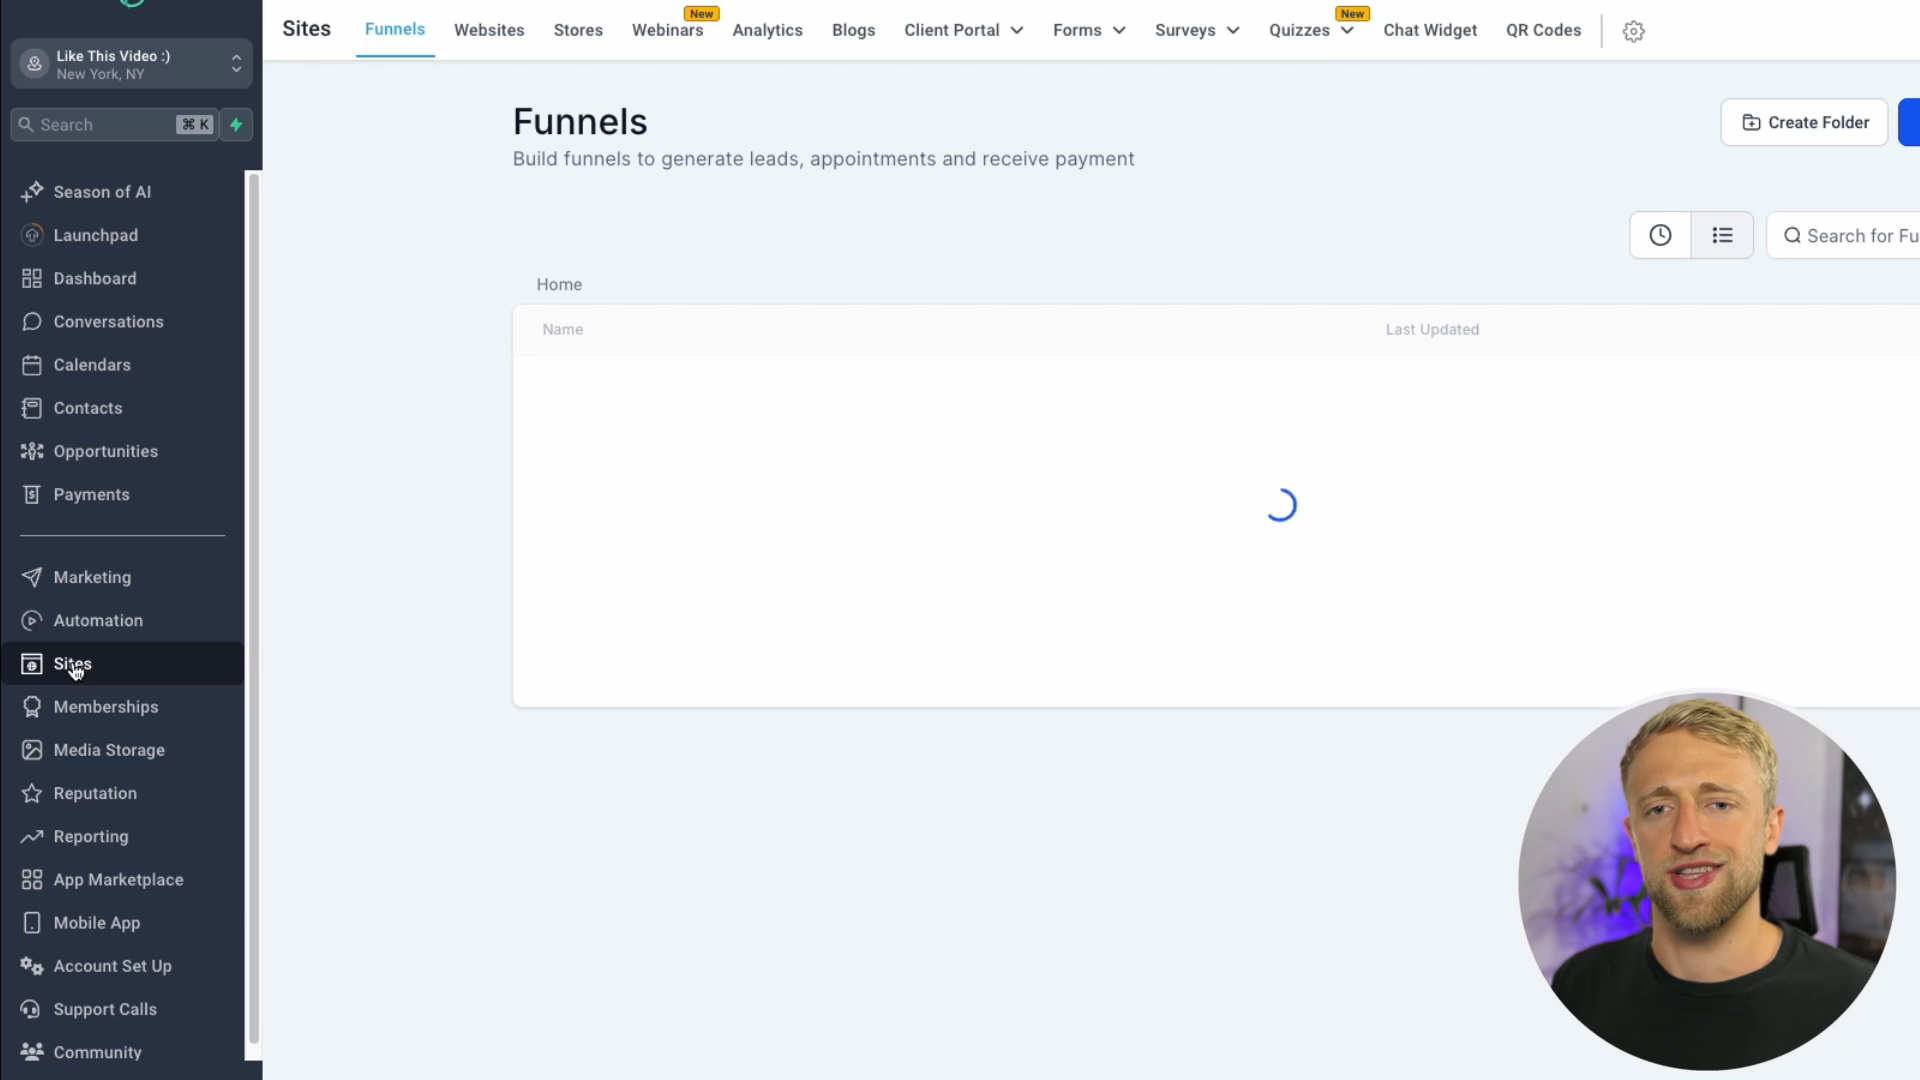 Like This Video :)
New York, NY
Search
⌘ K
Season of AI
Launchpad
Dashboard
Conversations
Calendars
Contacts
Opportunities
Payments
Marketing
Automation
Sites
Memberships
Media Storage
Reputation
Reporting
App Marketplace
Mobile App
Account Set Up
Support Calls
Community
New New
Sites Funnels Websites Stores Webinars Analytics Blogs Client Portal Forms Surveys Quizzes Chat Widget QR Codes
Funnels
Build funnels to generate leads, appointments and receive payment
Create Folder
Search for Fu
Home
Name Last Updated